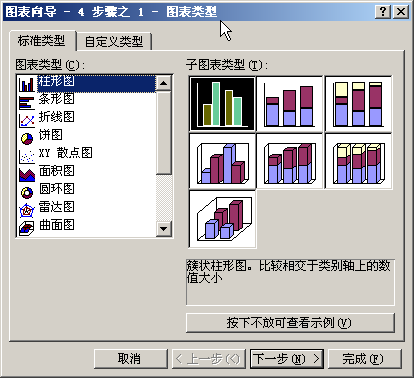 图表向导 - 4 步骤之 1 - 图表类型
标准类型
自定义类型
图表类型(C):
子图表类型(T):
柱形图
条形图
折线图
饼图
XY 散点图
面积图
圆环图
雷达图
曲面图
簇状柱形图。比较相交于类别轴上的数
值大小
按下不放可查看示例(V)
取消
< 上一步(K)
下一步(N) >
完成(F)